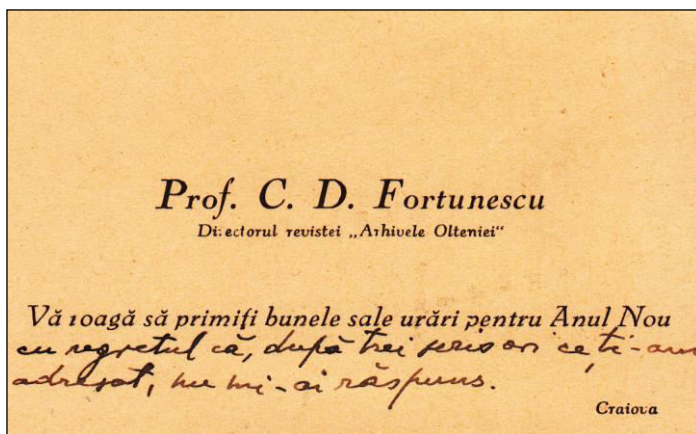 Prof. C. D. Fortunescu
Directorul revistei „Arhivele Olteniei“
Vă roagă să primiți bunele sale urări pentru Anul Nou
cu regretul că, după trei scrisori ce ți-am
adresat, nu mi-ai răspuns.
Craiova